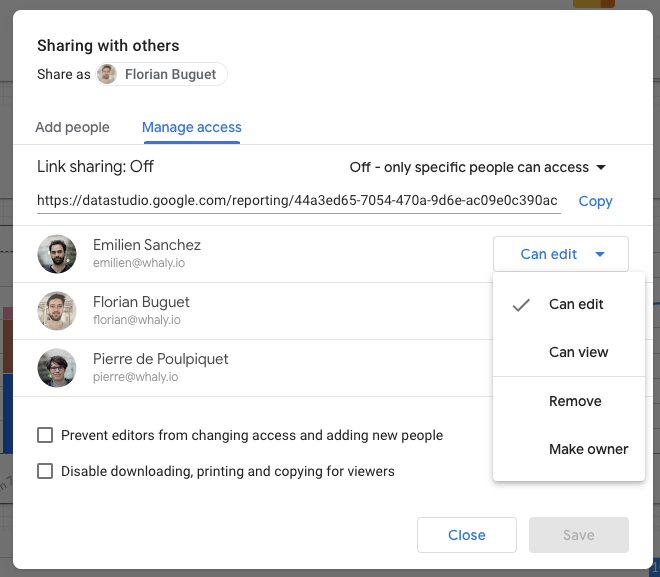 Sharing with others
Share as Florian Buguet
Add people Manage access
Link sharing: Off Off - only specific people can access
https://datastudio.google.com/reporting/44a3ed65-7054-470a-9d6e-ac09e0c390ac Copy
Emilien Sanchez
emilien@whaly.io
Can edit
Florian Buguet
florian@whaly.io
Pierre de Poulpiquet
pierre@whaly.io
Can edit
Can view
Remove
Make owner
Prevent editors from changing access and adding new people
Disable downloading, printing and copying for viewers
Close Save